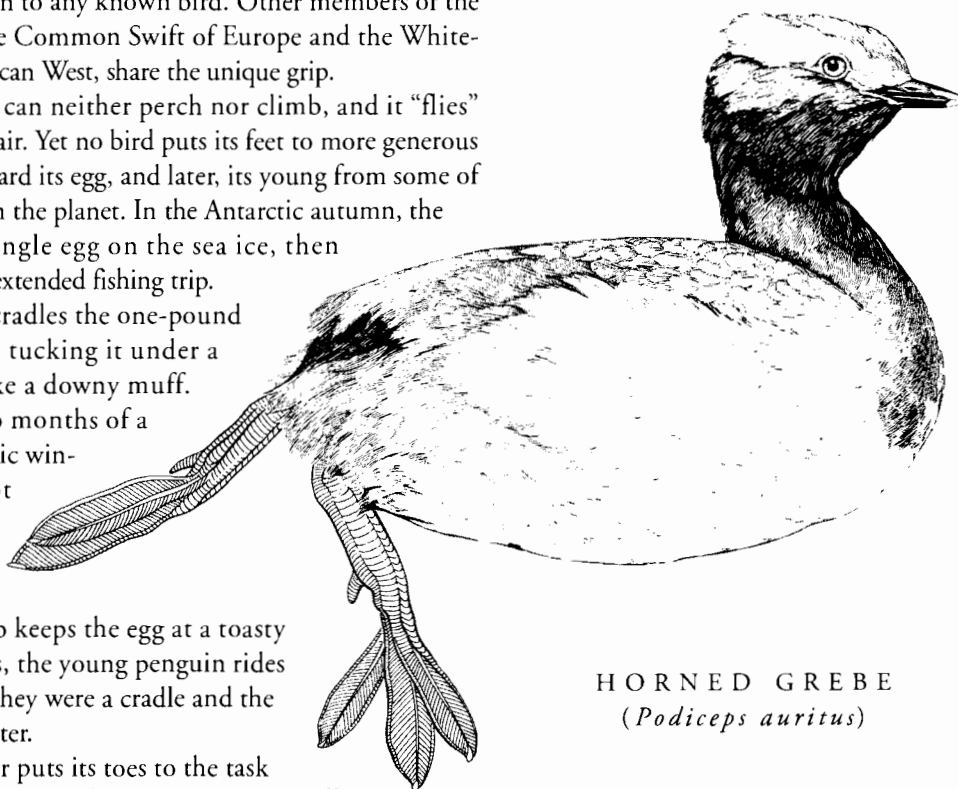 to any known bird. Other members of the
Common Swift of Europe and the White-
can West, share the unique grip.
can neither perch nor climb, and it “flies”
air. Yet no bird puts its feet to more generous
ard its egg, and later, its young from some of
the planet. In the Antarctic autumn, the
ngle egg on the sea ice, then
extended fishing trip.
cradles the one-pound
tucking it under a
ke a downy muff.
months of a
ic win-
t
keeps the egg at a toasty
s, the young penguin rides
they were a cradle and the
ter.
r puts its toes to the task
HORNED GREBE
(Podiceps auritus)